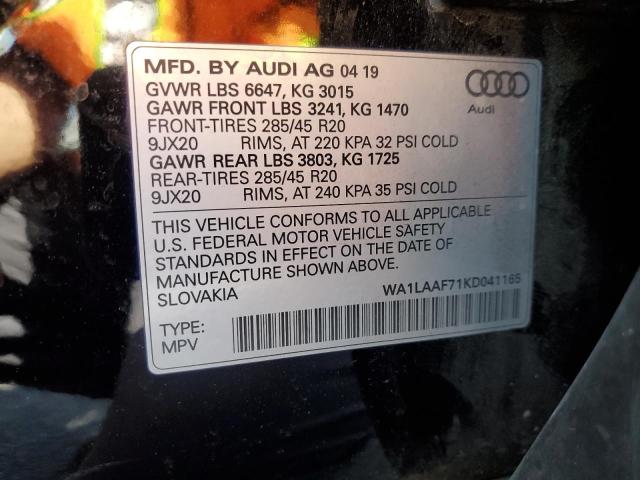 MFD. BY AUDI AG 04 19
GVWR LBS 6647, KG 3015
GAWR FRONT LBS 3241, KG 1470
FRONT-TIRES 285/45 R20
9JX20 RIMS, AT 220 KPA 32 PSI COLD
GAWR REAR LBS 3803, KG 1725
REAR-TIRES 285/45 R20
9JX20 RIMS, AT 240 KPA 35 PSI COLD
Audi
THIS VEHICLE CONFORMS TO ALL APPLICABLE
U.S. FEDERAL MOTOR VEHICLE SAFETY
STANDARDS IN EFFECT ON THE DATE OF
MANUFACTURE SHOWN ABOVE.
SLOVAKIA WA1LAAF71KD041165
TYPE:
MPV